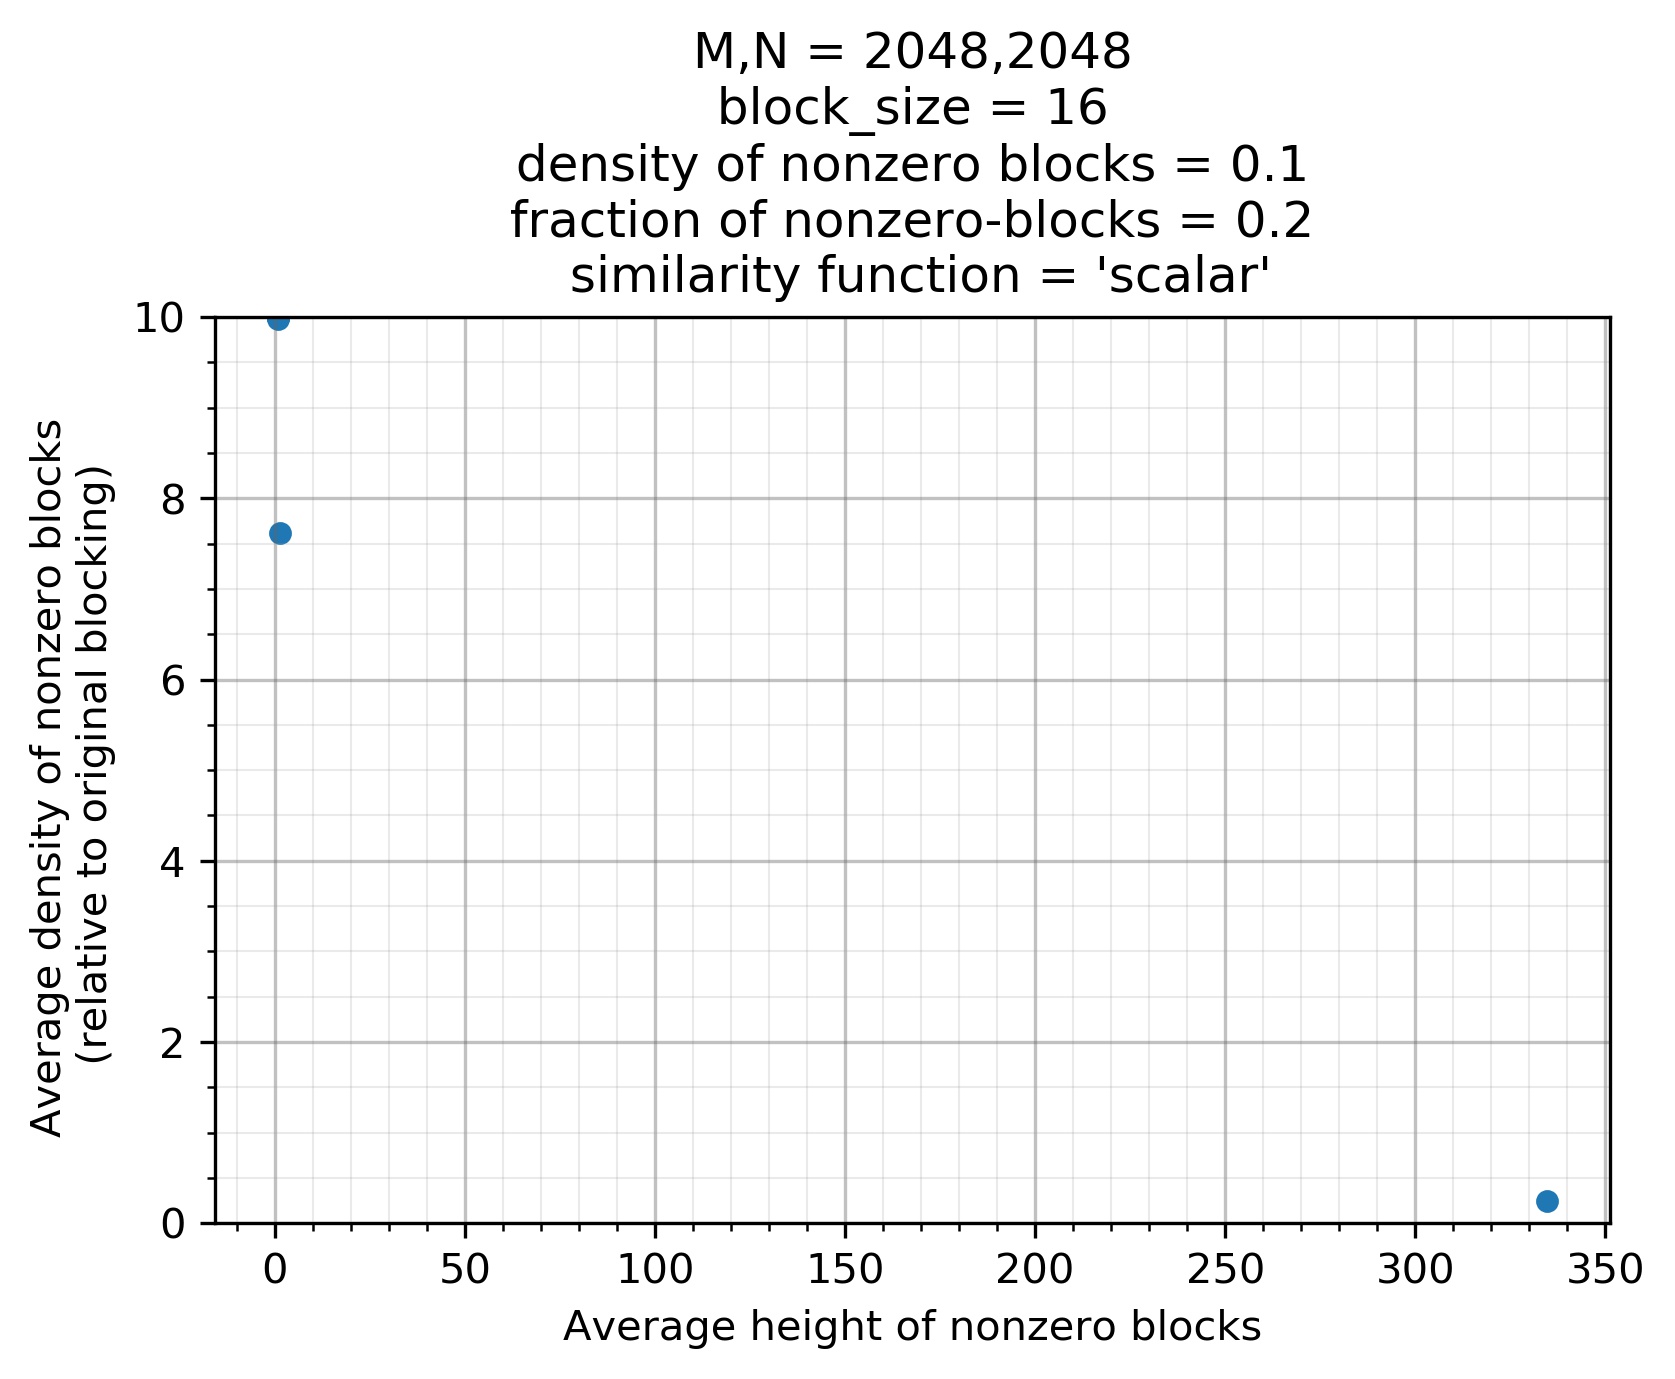 M,N = 2048,2048
block_size = 16
density of nonzero blocks = 0.1
fraction of nonzero-blocks = 0.2
similarity function = 'scalar'
10
8
6
4
2
0
Average density of nonzero blocks
(relative to original blocking)
0 50 100 150 200 250 300 350
Average height of nonzero blocks